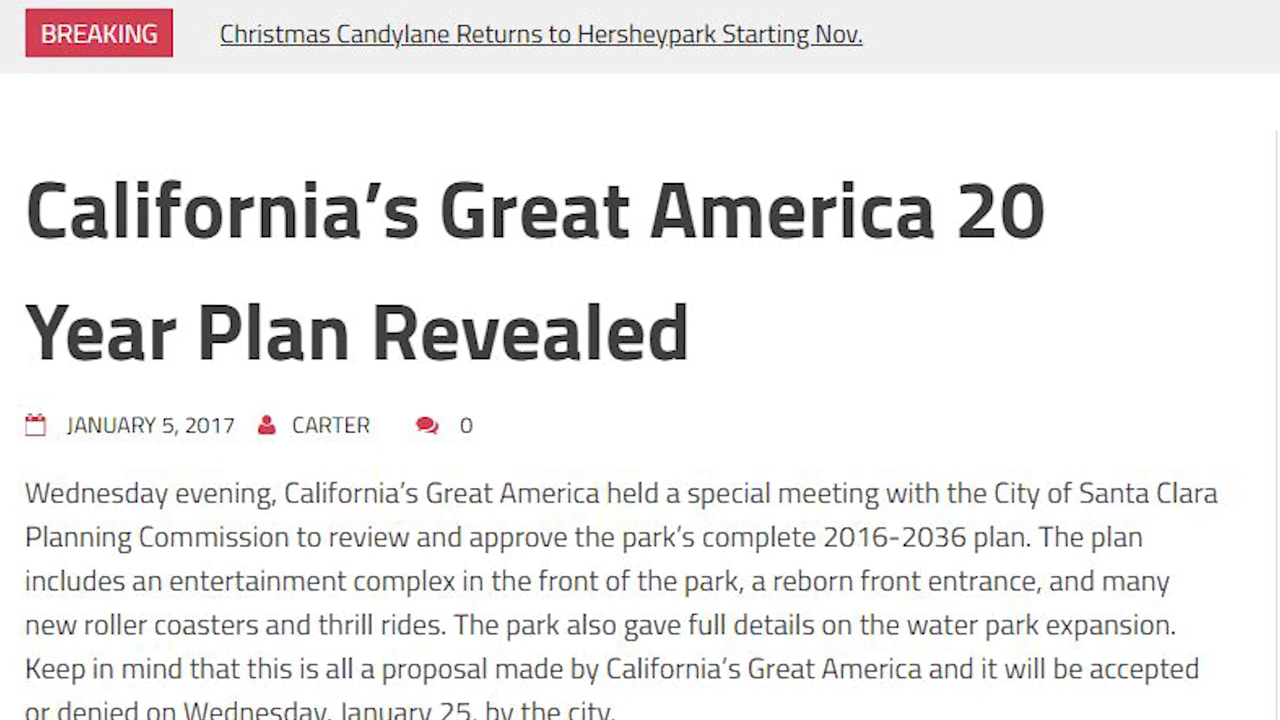 BREAKING Christmas Candylane Returns to Hersheypark Starting Nov.
California’s Great America 20
Year Plan Revealed
JANUARY 5, 2017 CARTER 0
Wednesday evening, California’s Great America held a special meeting with the City of Santa Clara
Planning Commission to review and approve the park’s complete 2016-2036 plan. The plan
includes an entertainment complex in the front of the park, a reborn front entrance, and many
new roller coasters and thrill rides. The park also gave full details on the water park expansion.
Keep in mind that this is all a proposal made by California’s Great America and it will be accepted
or denied on Wednesday, January 25, by the city.